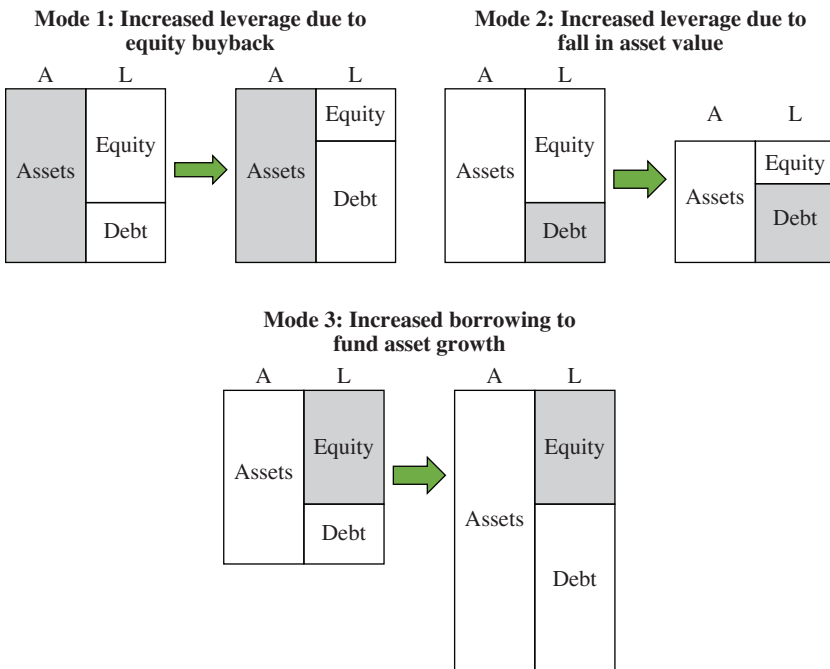 Mode 1: Increased leverage due to
equity buyback
A L
Assets
Equity
Debt
A L
Assets
Equity
Debt
Mode 2: Increased leverage due to
fall in asset value
A L
Assets
Equity
Debt
A L
Assets
Equity
Debt
Mode 3: Increased borrowing to
fund asset growth
A L
Assets
Equity
Debt
A L
Assets
Equity
Debt